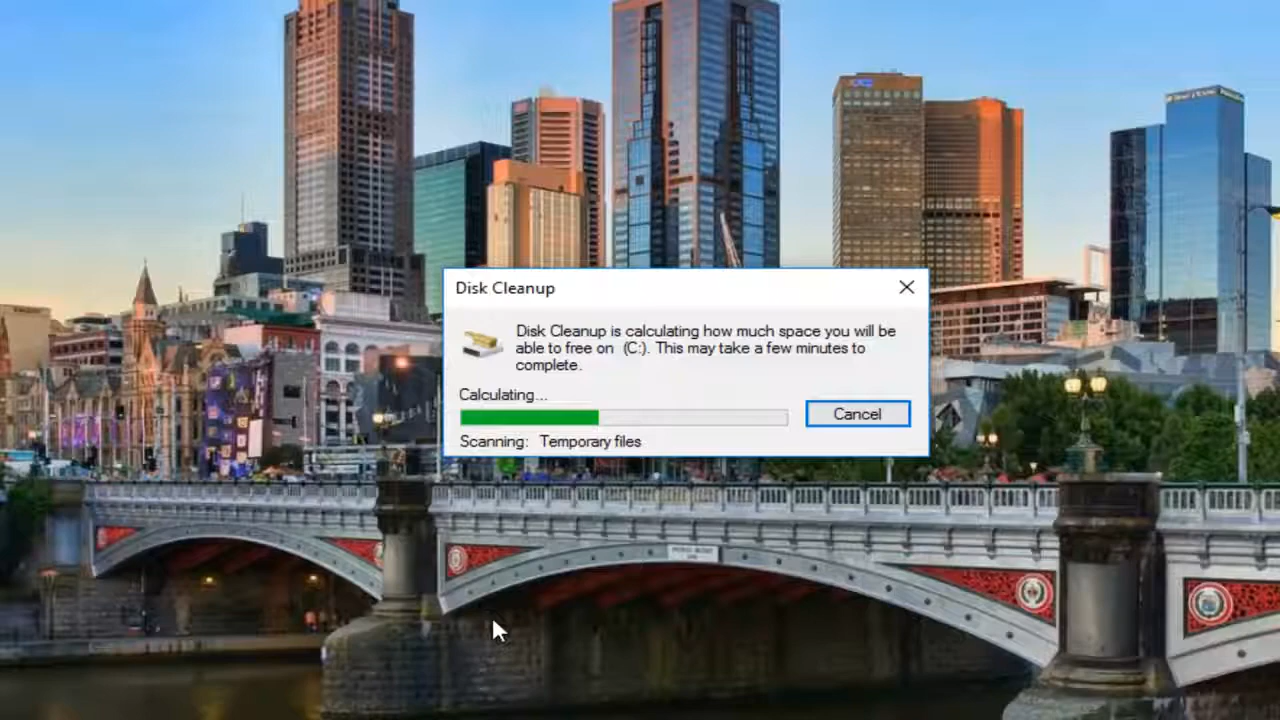 Disk Cleanup
Disk Cleanup is calculating how much space you will be
able to free on  (C:). This may take a few minutes to
complete.
Calculating...
Cancel
Scanning:   Temporary files